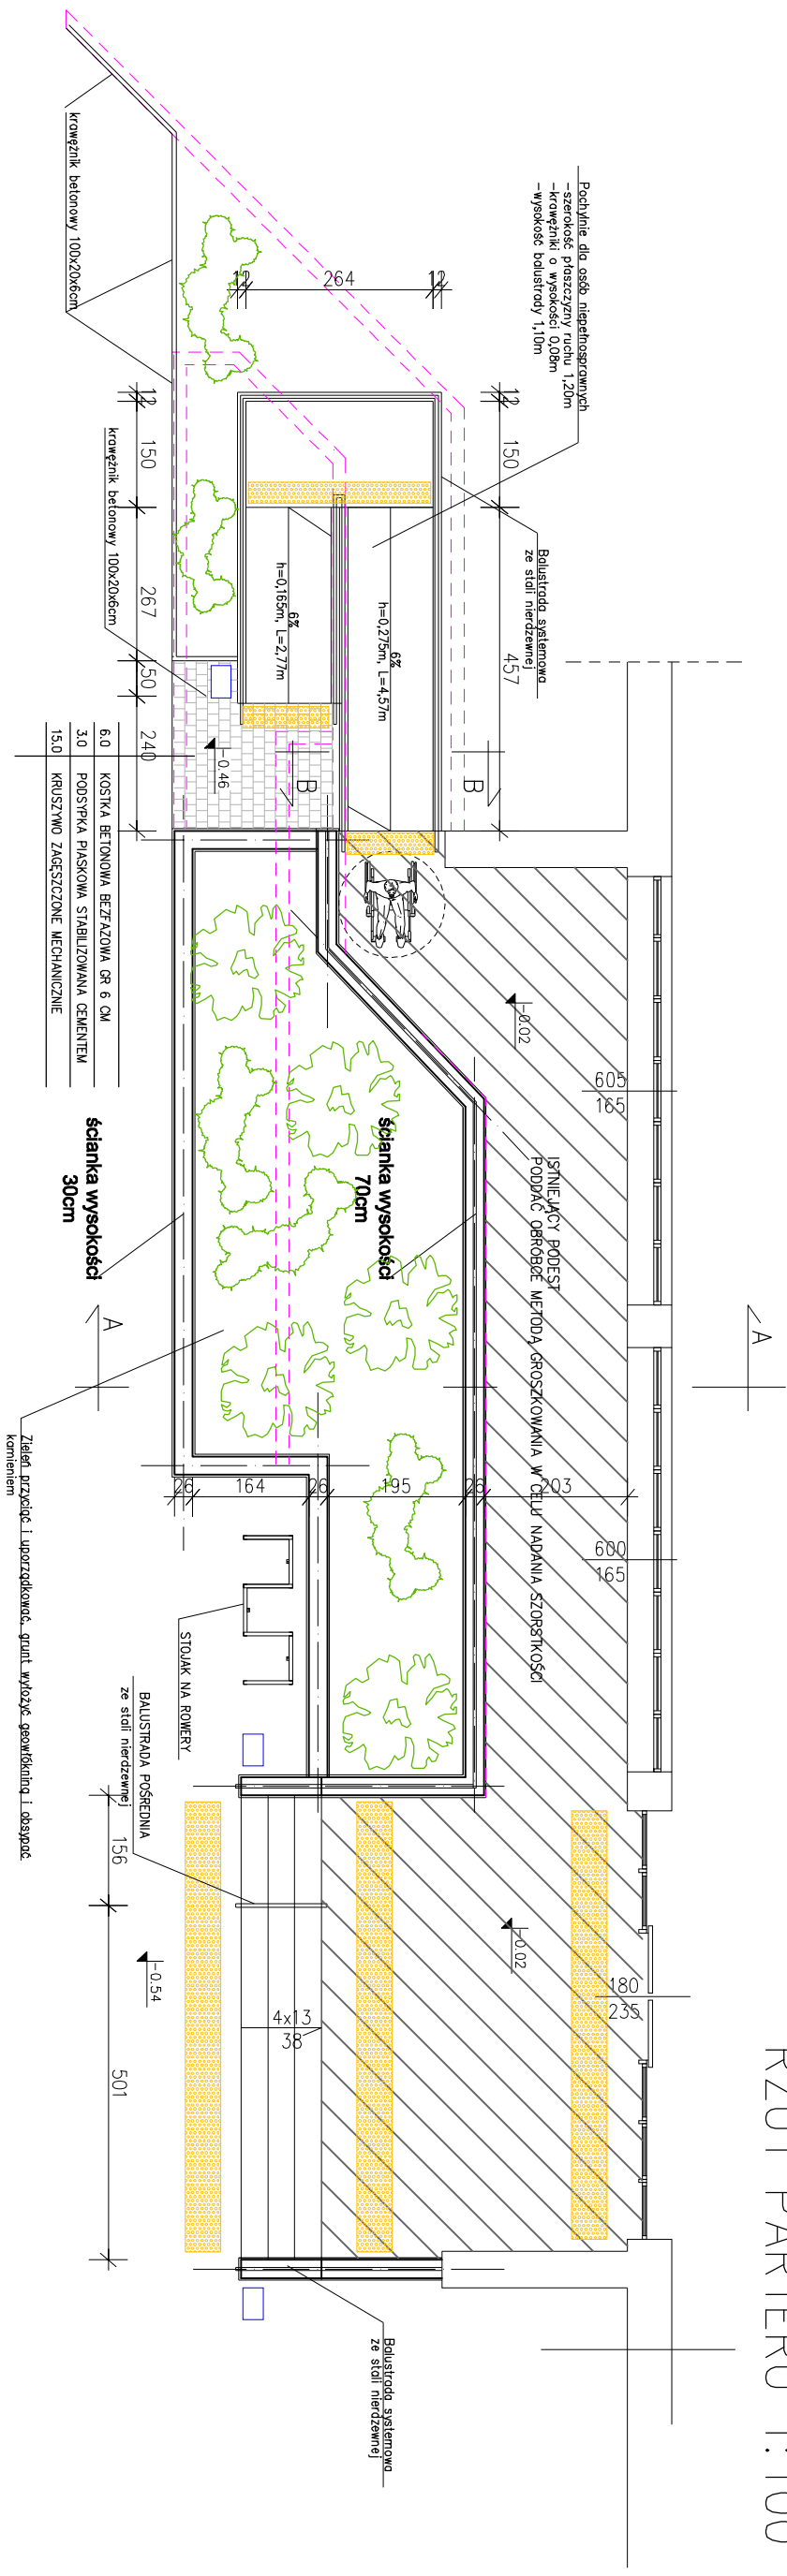 RZUT PARTERU 1:100
Pochylnie dla osób niepełnosprawnych
-szerokość płaszczyzny ruchu 1,20m
-krawężniki o wysokości 0,08m
-wysokość balustrady 1,10m
Balustrada systemowa
ze stali nierdzewnej
krawężnik betonowy 100x20x6cm
krawężnik betonowy 100x20x6cm
12
264
12
12
150
457
6%
h=0,275m, L=4,57m
6%
h=0,165m, L=2,77m
12
150
267
50
240
B
B
-0.46
6.0 KOSTKA BETONOWA BEZFAZOWA GR 6 CM
3.0 PODSYPKA PIASKOWA STABILIZOWANA CEMENTEM
15.0 KRUSZYWO ZAGĘSZCZONE MECHANICZNIE
-0.02
605
165
ISTNIEJĄCY PODEST
PODDAĆ OBRÓBCE METODĄ GROSZKOWANIA W CELU NADANIA SZORSTKOŚCI
ścianka wysokości
70cm
ścianka wysokości
30cm
A
A
26
164
26
195
26
203
600
165
STOJAK NA ROWERY
BALUSTRADA POŚREDNIA
ze stali nierdzewnej
Zieleń przyciąć i uporządkować, grunt wyłożyć geowłókniną i obsypać
kamieniem
156
501
-0.54
-0.02
4x13
38
180
235
Balustrada systemowa
ze stali nierdzewnej